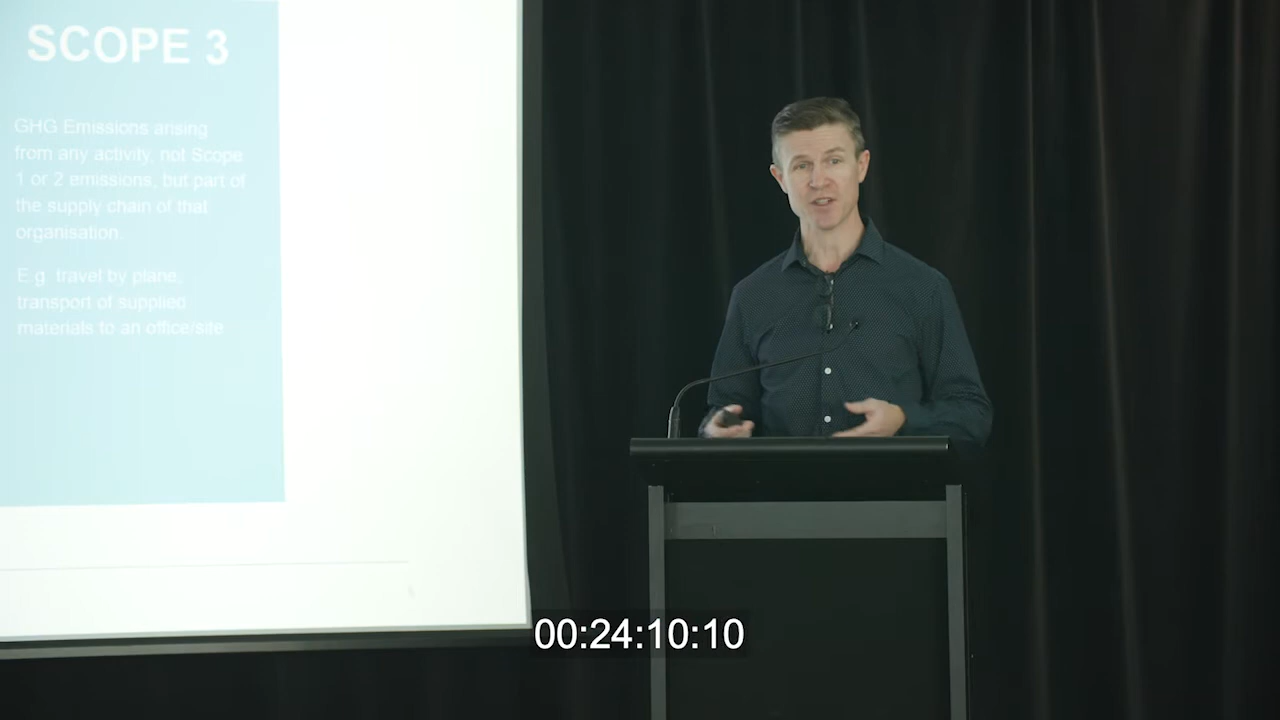 SCOPE 3
GHG Emissions arising
from any activity, not Scope
1 or 2 emissions, but part of
the supply chain of that
organisation.
E.g. travel by plane,
transport of supplied
materials to an office/site
00:24:10:10